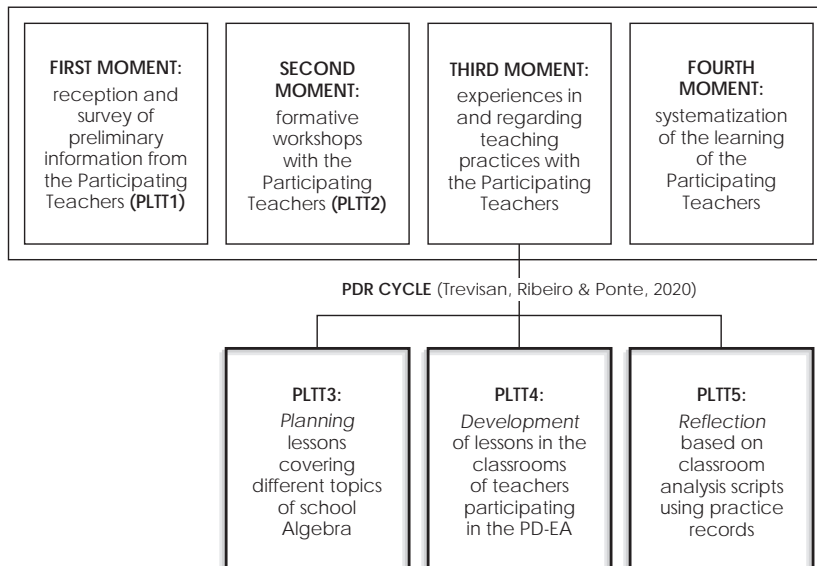 FIRST MOMENT:
reception and
survey of
preliminary
information from
the Participating
Teachers (PLTT1)
SECOND
MOMENT:
formative
workshops
with the
Participating
Teachers (PLTT2)
THIRD MOMENT:
experiences in
and regarding
teaching
practices with
the Participating
Teachers
FOURTH
MOMENT:
systematization
of the learning
of the
Participating
Teachers
PDR CYCLE (Trevisan, Ribeiro & Ponte, 2020)
PLTT3:
Planning
lessons
covering
different topics
of school
Algebra
PLTT4:
Development
of lessons in the
classrooms
of teachers
participating
in the PD-EA
PLTT5:
Reflection
based on
classroom
analysis scripts
using practice
records